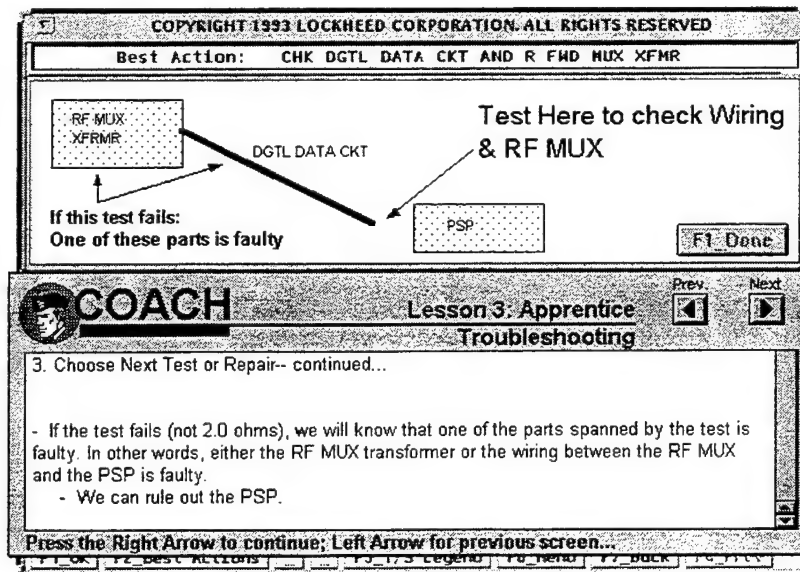 COPYRIGHT 1993 LOCKHEED CORPORATION. ALL RIGHTS RESERVED
Best Action: CHK DGTL DATA CKT AND R FWD MUX XFMR
RF MUX
XFRMR
DGTL DATA CKT
Test Here to check Wiring
& RF MUX
If this test fails:
One of these parts is faulty
PSP
F1_Done
COACH
Lesson 3: Apprentice
Troubleshooting
Prev.
Next
3. Choose Next Test or Repair-- continued...
- If the test fails (not 2.0 ohms), we will know that one of the parts spanned by the test is
faulty. In other words, either the RF MUX transformer or the wiring between the RF MUX
and the PSP is faulty.
- We can rule out the PSP.
Press the Right Arrow to continue; Left Arrow for previous screen...